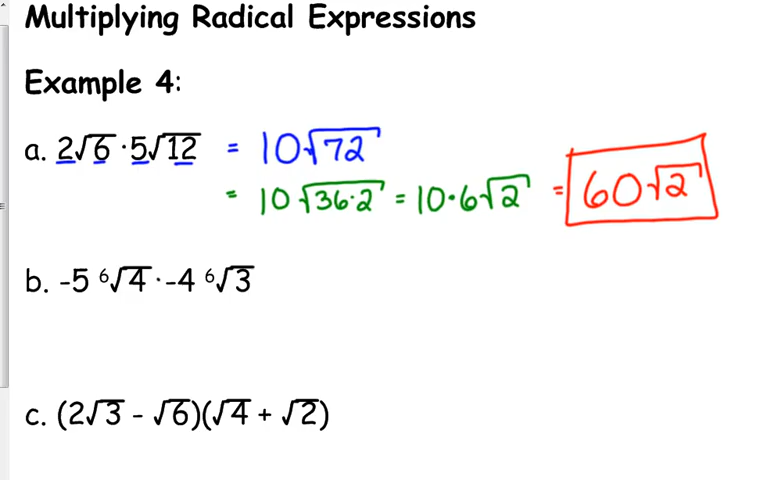 Multiplying Radical Expressions
Example 4:
a. 2√6 · 5√12 = 10√72
= 10√36·2 = 10·6√2 = 60√2
b. -5 ⁶√4 · -4 ⁶√3
c. (2√3 - √6)(√4 + √2)